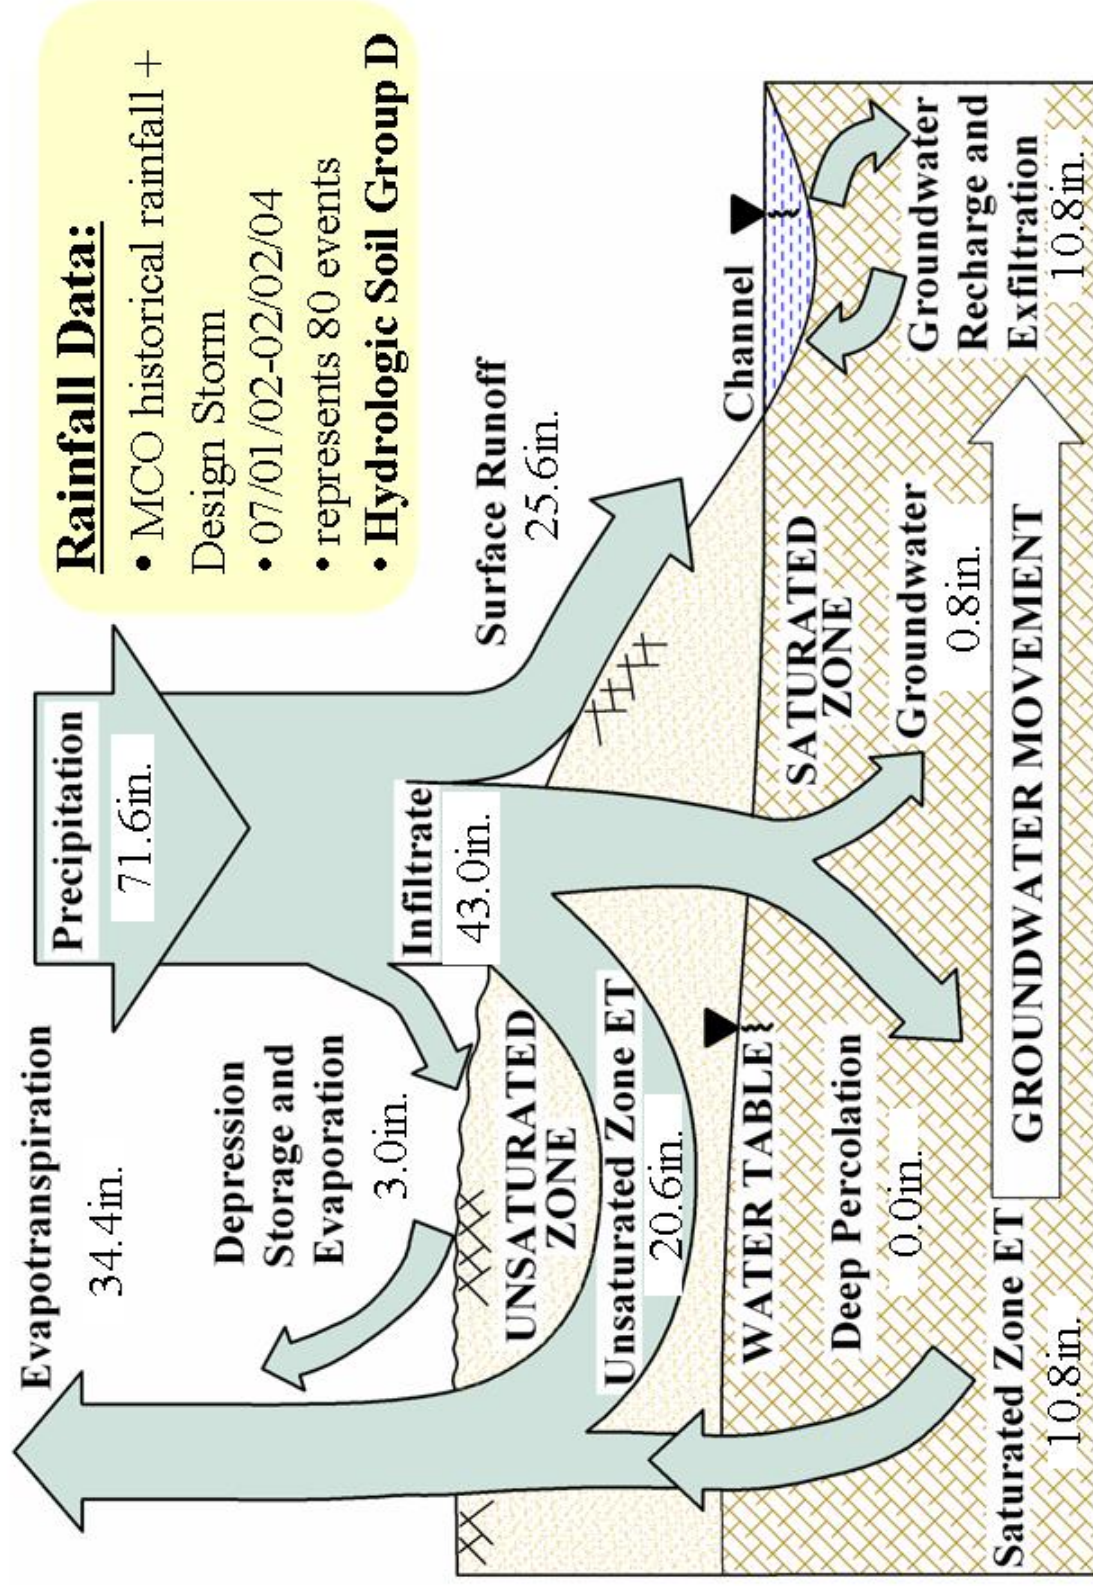 Rainfall Data:
• MCO historical rainfall +
Design Storm
• 07/01/02-02/02/04
• represents 80 events
• Hydrologic Soil Group D
Evapotranspiration
34.4in.
Precipitation
71.6in.
Depression
Storage and
Evaporation
3.0in.
Infiltrate
43.0in.
Surface Runoff
25.6in.
UNSATURATED
ZONE
Unsaturated Zone ET
20.6in.
Channel
WATER TABLE
SATURATED
ZONE
Deep Percolation
0.0in.
Groundwater
0.8in.
Groundwater
Recharge and
Exfiltration
10.8in.
Saturated Zone ET
10.8in.
GROUNDWATER MOVEMENT